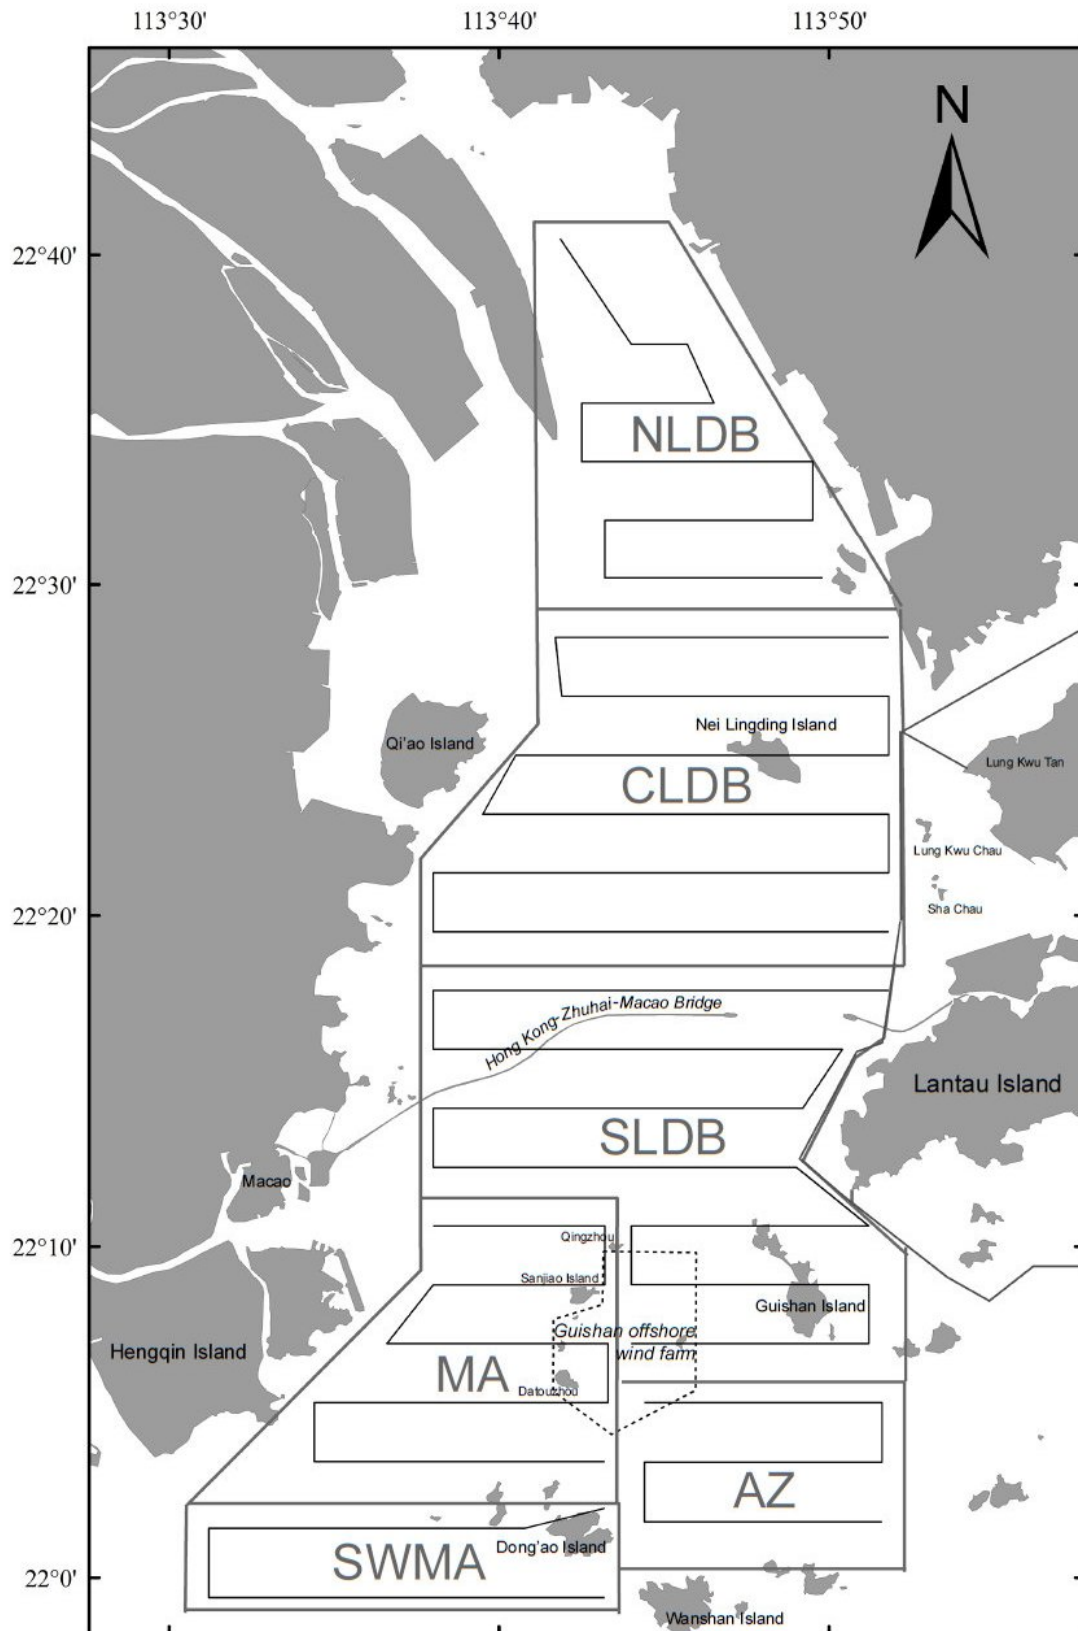 113°30'
113°40'
113°50'
N
22°40'
NLDB
22°30'
Nei Lingding Island
Qi'ao Island
Lung Kwu Tan
CLDB
Lung Kwu Chau
22°20'
Sha Chau
Hong Kong-Zhuhai-Macao Bridge
Lantau Island
SLDB
Macao
22°10'
Qingzhou
Sanjiao Island
Guishan Island
Guishan offshore
wind farm
Hengqin Island
MA
Datouzhou
AZ
Dong'ao Island
SWMA
22°0'
Wanshan Island